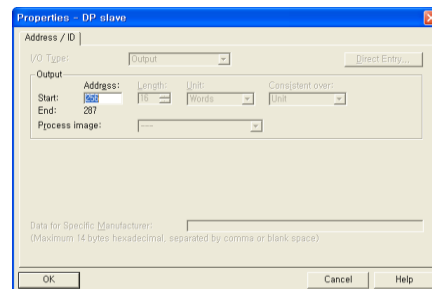 Properties - DP slave
Address / ID
I/O Type: Output Direct Entry...
Output
Address: Length: Unit: Consistent over:
Start: 256 16 Words Unit
End: 287
Process image: ---
Data for Specific Manufacturer:
(Maximum 14 bytes hexadecimal, separated by comma or blank space)
OK Cancel Help